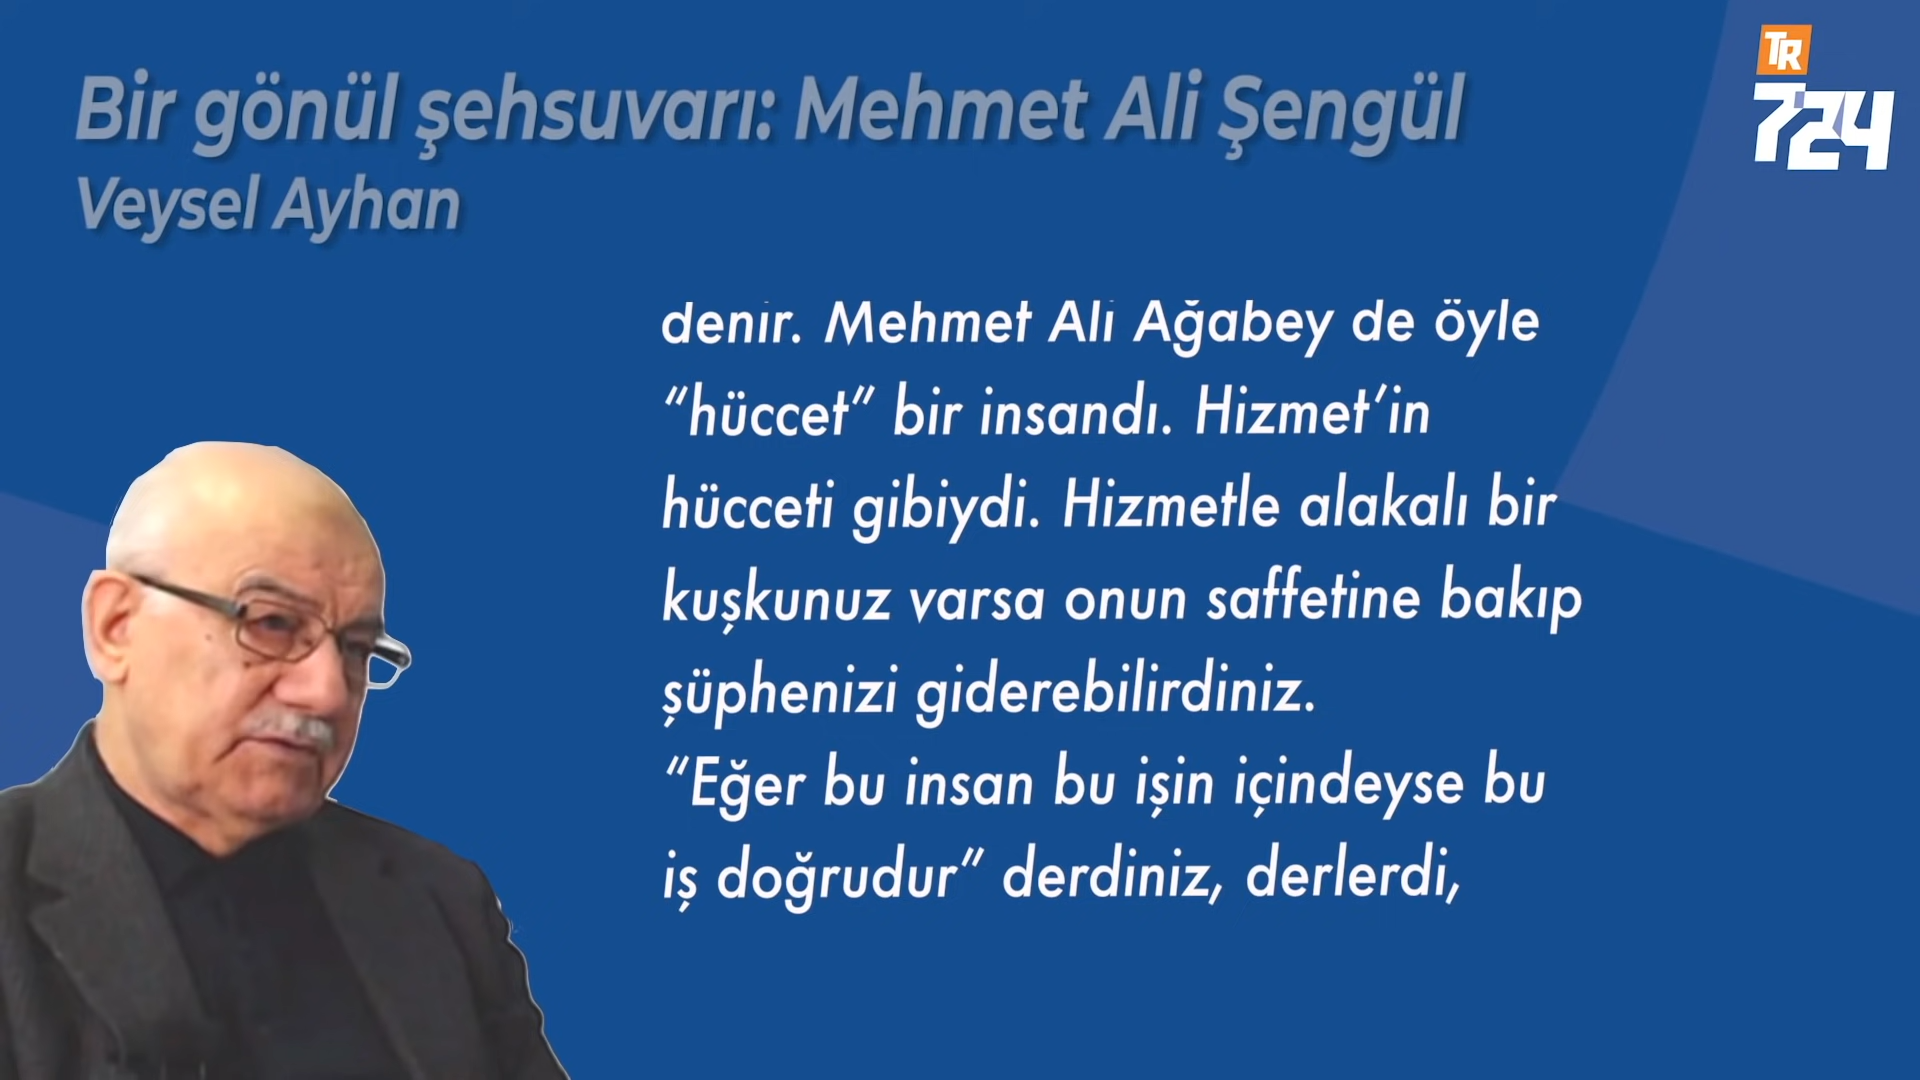 Bir gönül şehsuvarı: Mehmet Ali Şengül
Veysel Ayhan
TR
724
denir. Mehmet Ali Ağabey de öyle
“hüccet” bir insandı. Hizmet’in
hücceti gibiydi. Hizmetle alakalı bir
kuşkunuz varsa onun saffetine bakıp
şüphenizi giderebilirdiniz.
“Eğer bu insan bu işin içindeyse bu
iş doğrudur” derdiniz, derlerdi,